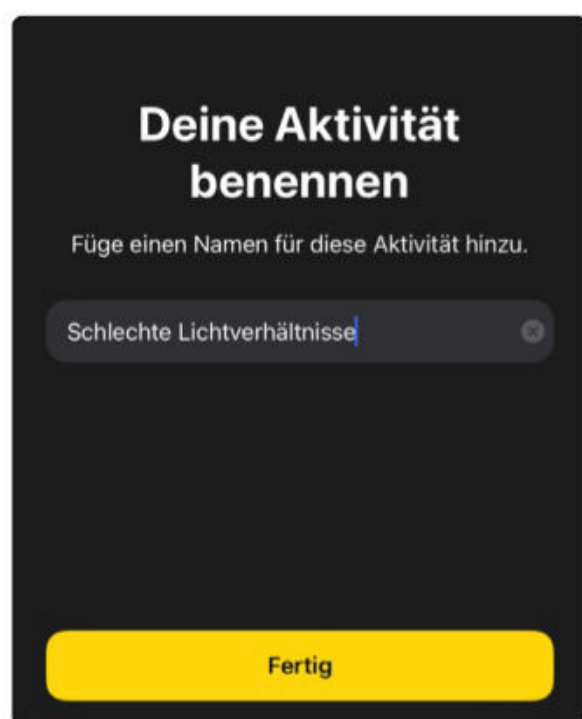 Deine Aktivität
benennen
Füge einen Namen für diese Aktivität hinzu.
Schlechte Lichtverhältnisse
Fertig